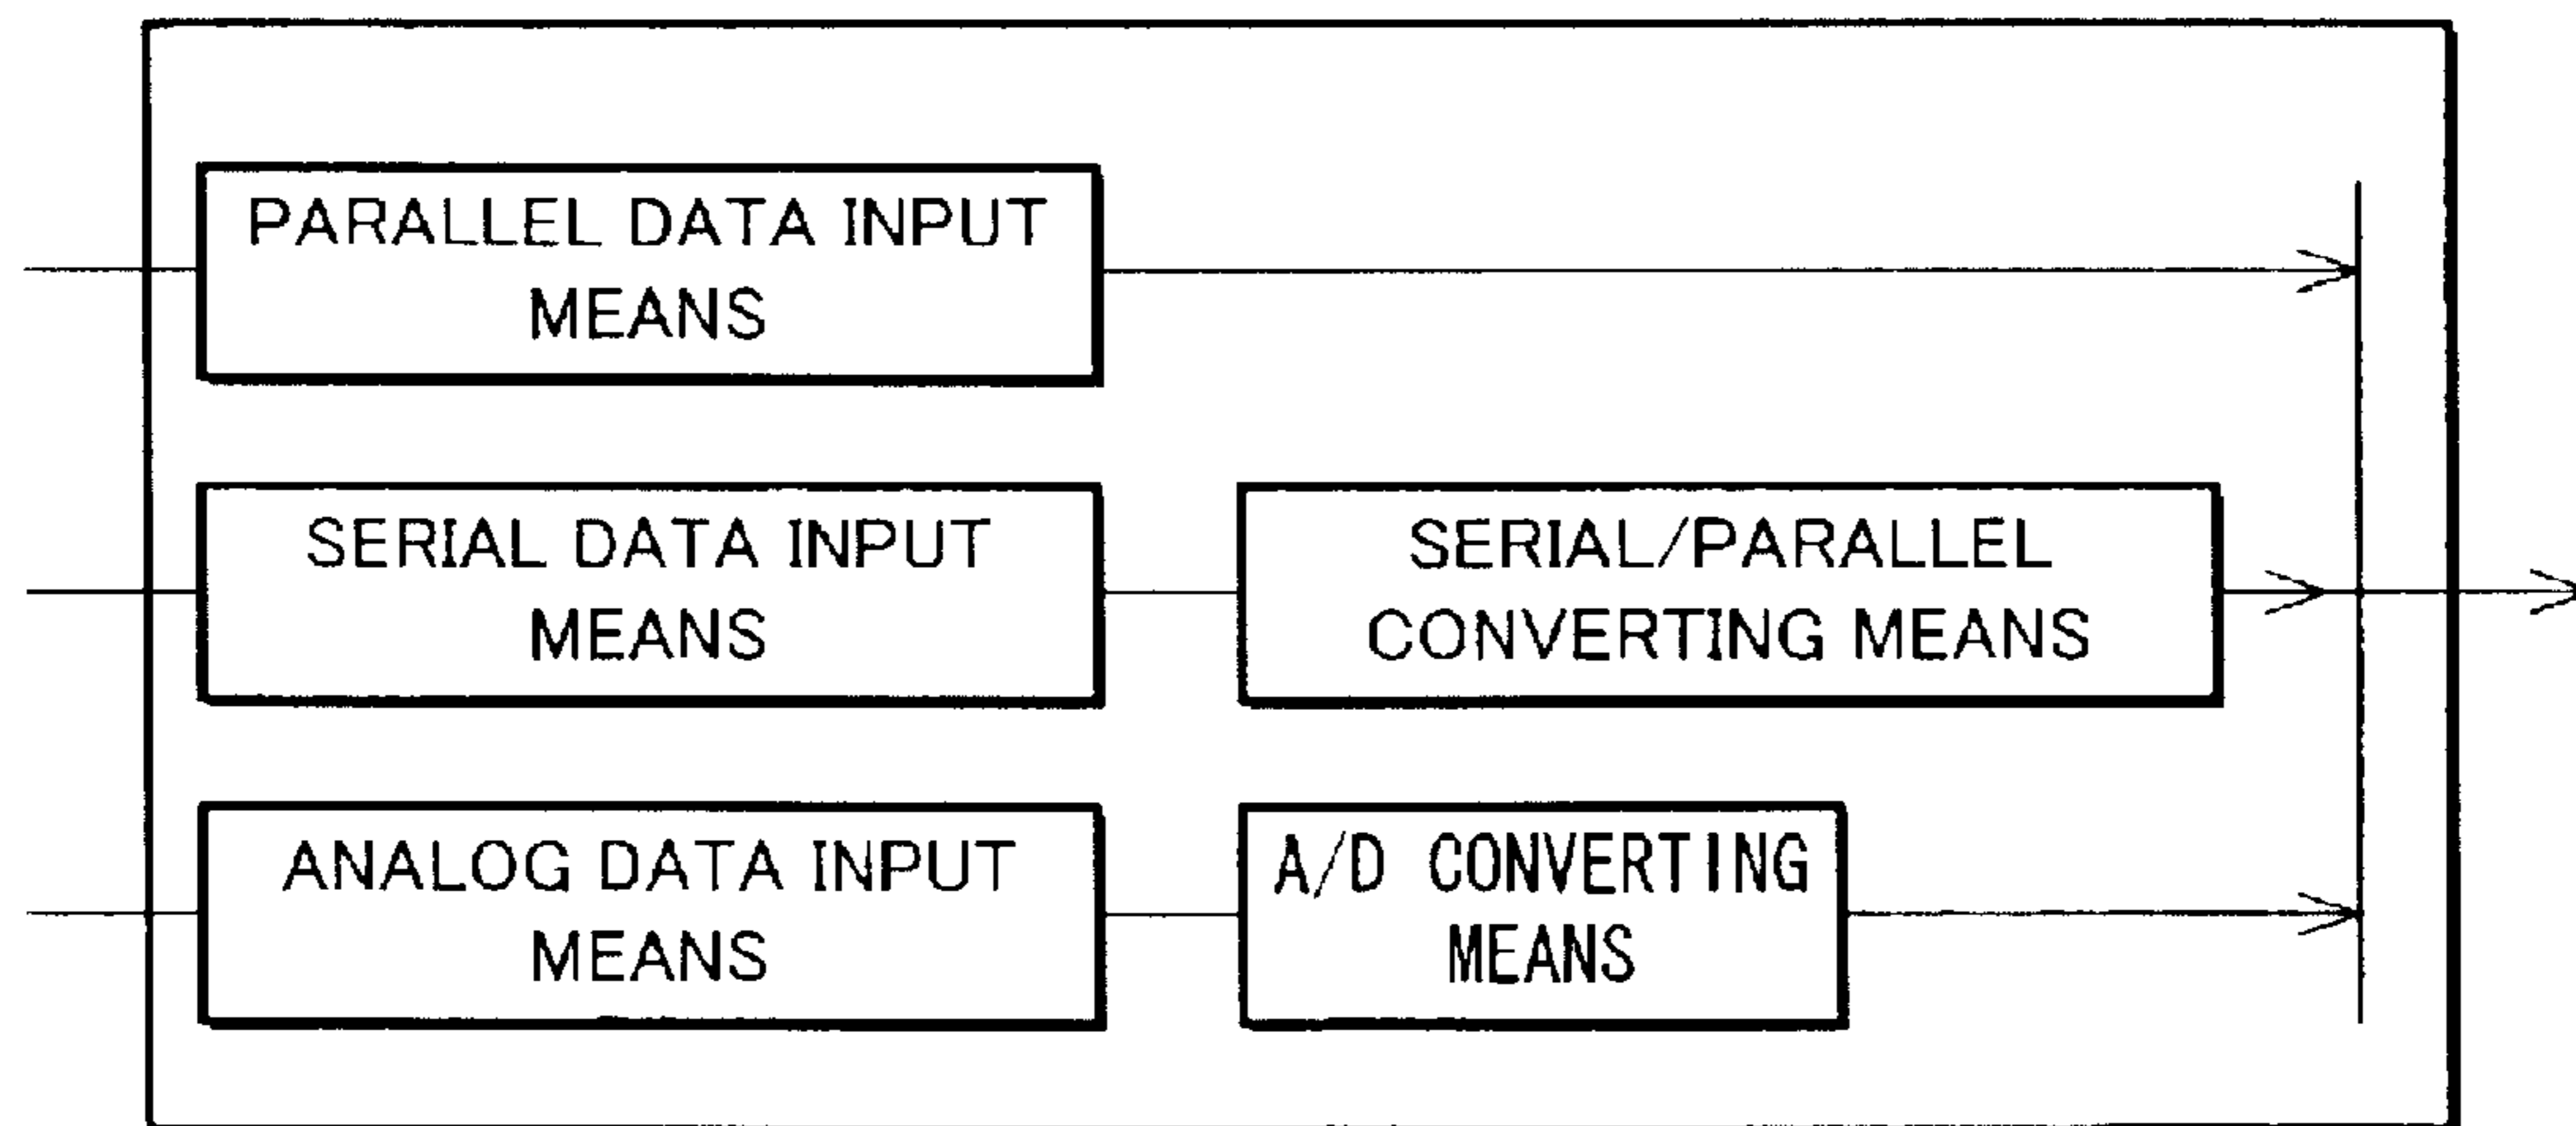 PARALLEL DATA INPUT
MEANS
SERIAL DATA INPUT
MEANS
SERIAL/PARALLEL
CONVERTING MEANS
ANALOG DATA INPUT
MEANS
A/D CONVERTING
MEANS